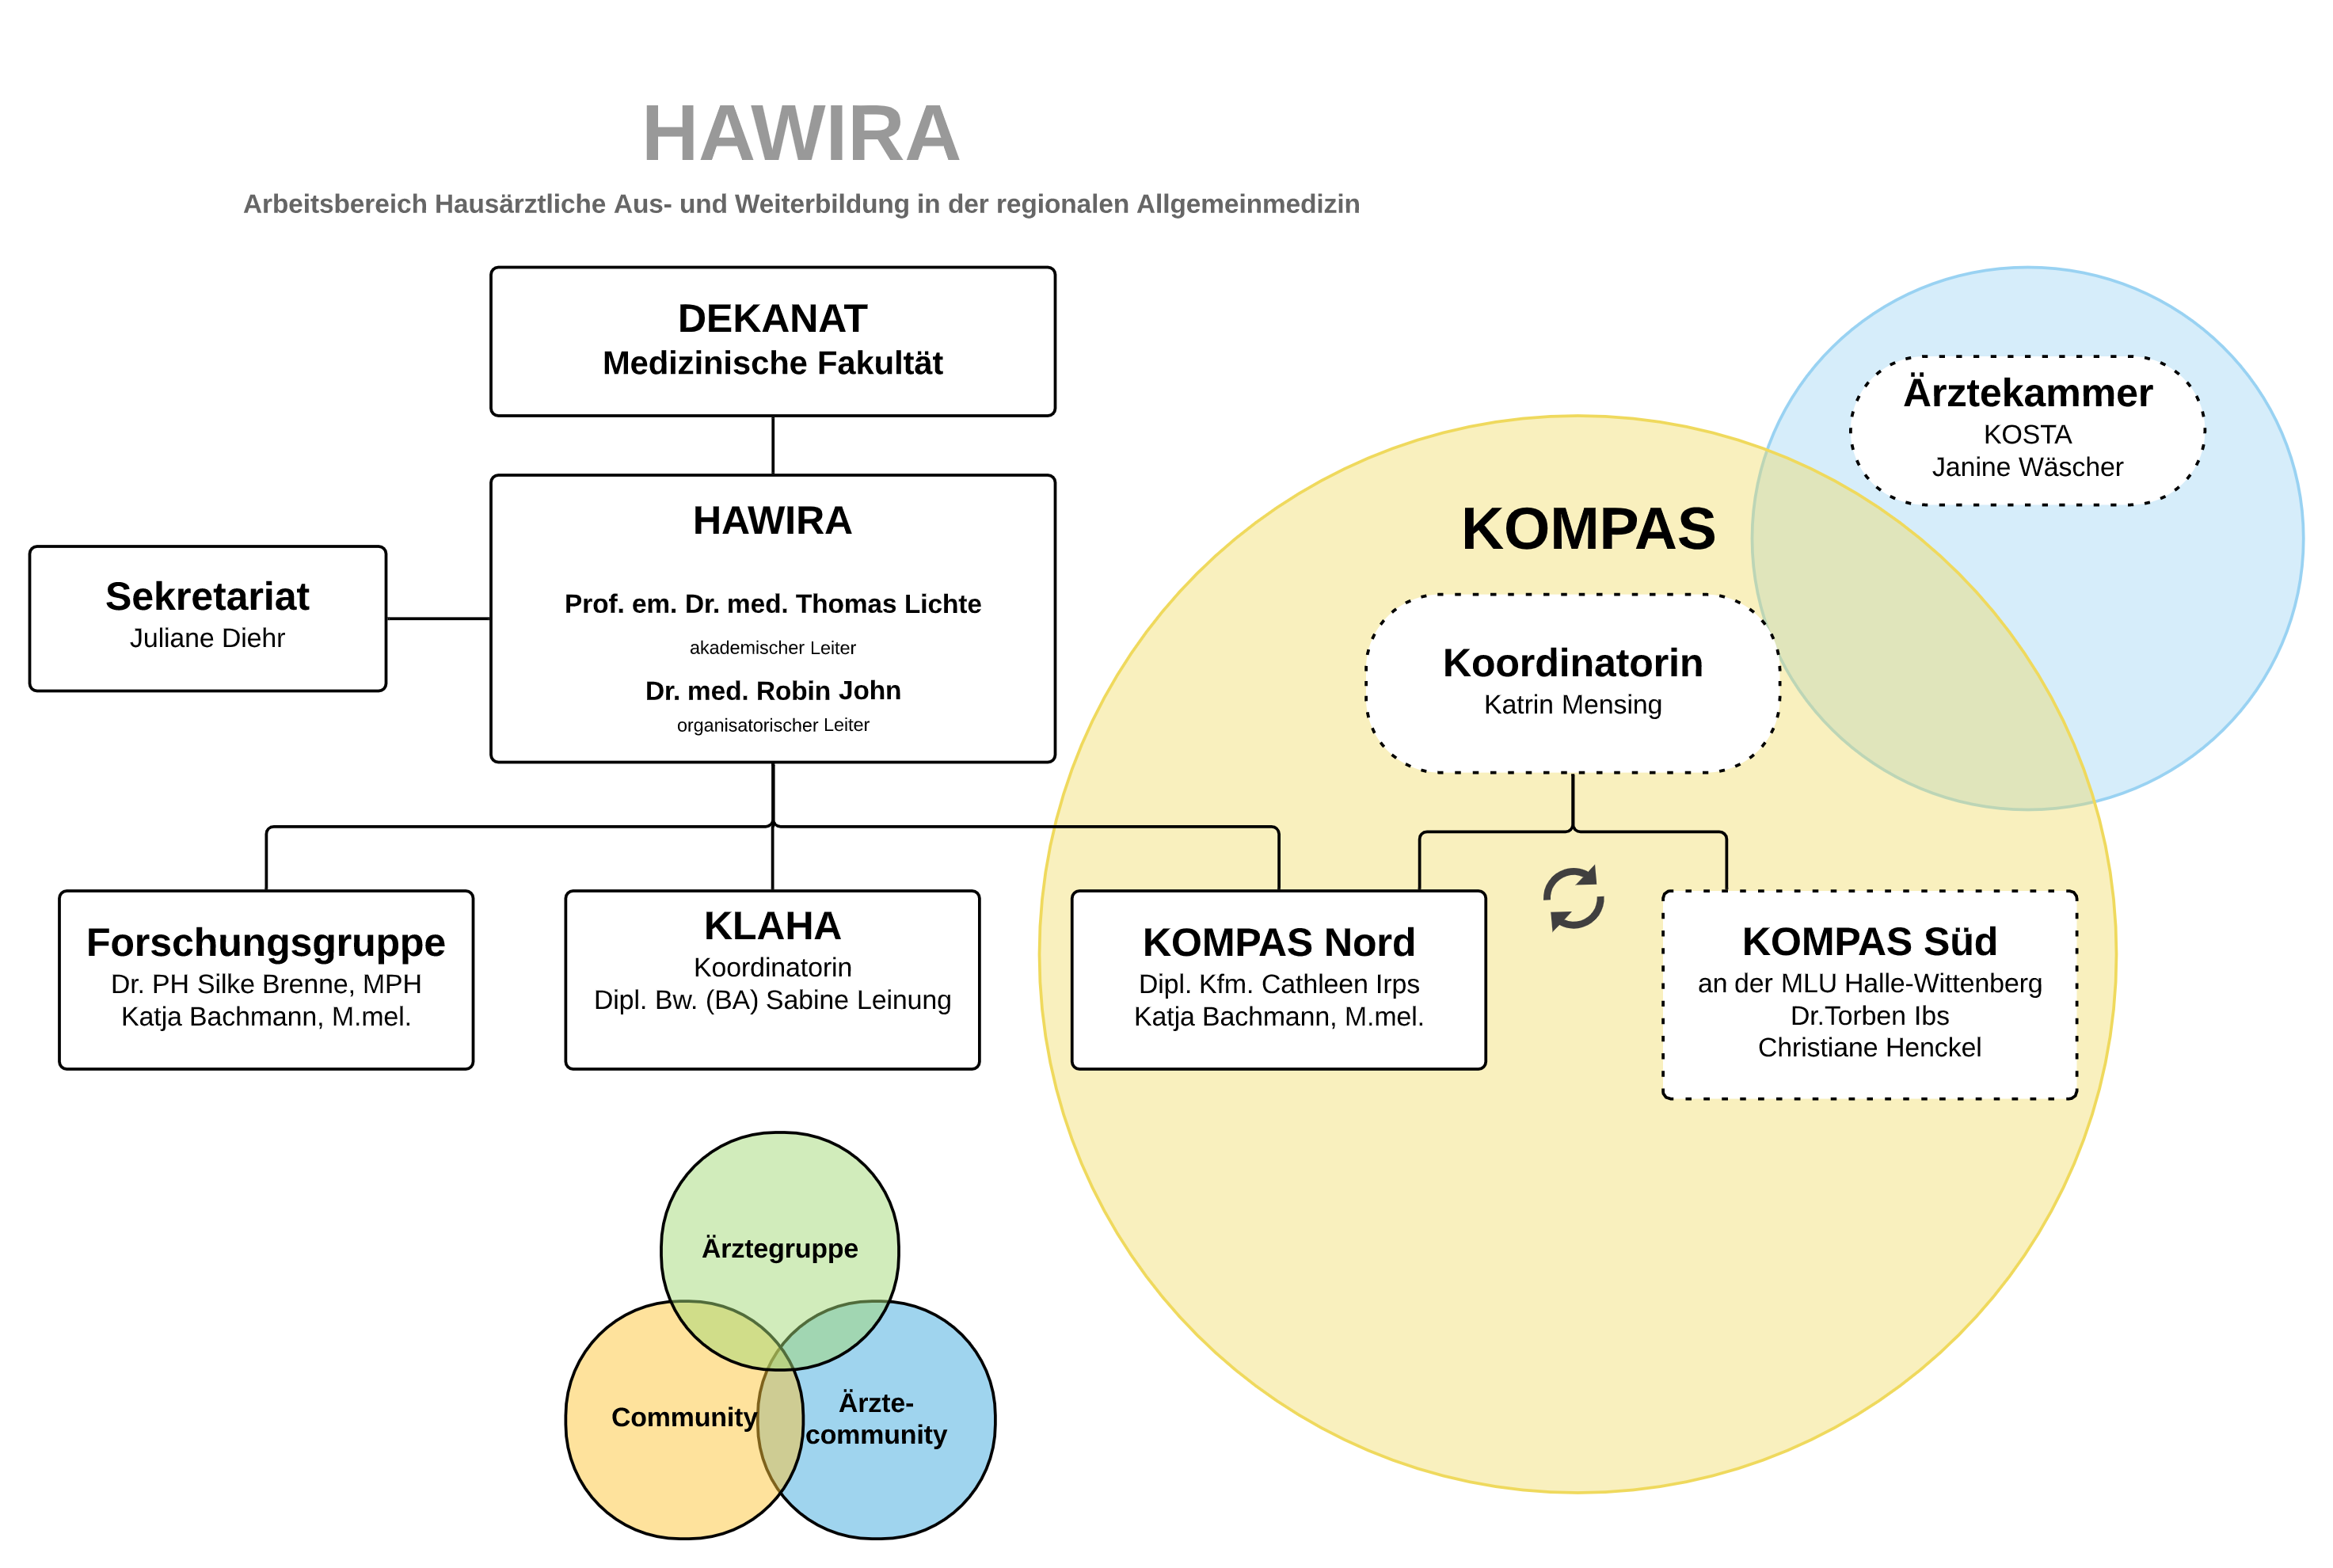 HAWIRA
Arbeitsbereich Hausärztliche Aus- und Weiterbildung in der regionalen Allgemeinmedizin
DEKANAT
Medizinische Fakultät
HAWIRA
Prof. em. Dr. med. Thomas Lichte
akademischer Leiter
Dr. med. Robin John
organisatorischer Leiter
Sekretariat
Juliane Diehr
Ärztekammer
KOSTA
Janine Wäscher
KOMPAS
Koordinatorin
Katrin Mensing
Forschungsgruppe
Dr. PH Silke Brenne, MPH
Katja Bachmann, M.mel.
KLAHA
Koordinatorin
Dipl. Bw. (BA) Sabine Leinung
KOMPAS Nord
Dipl. Kfm. Cathleen Irps
Katja Bachmann, M.mel.
KOMPAS Süd
an der MLU Halle-Wittenberg
Dr.Torben Ibs
Christiane Henckel
Ärztegruppe
Community
Ärzte-
community